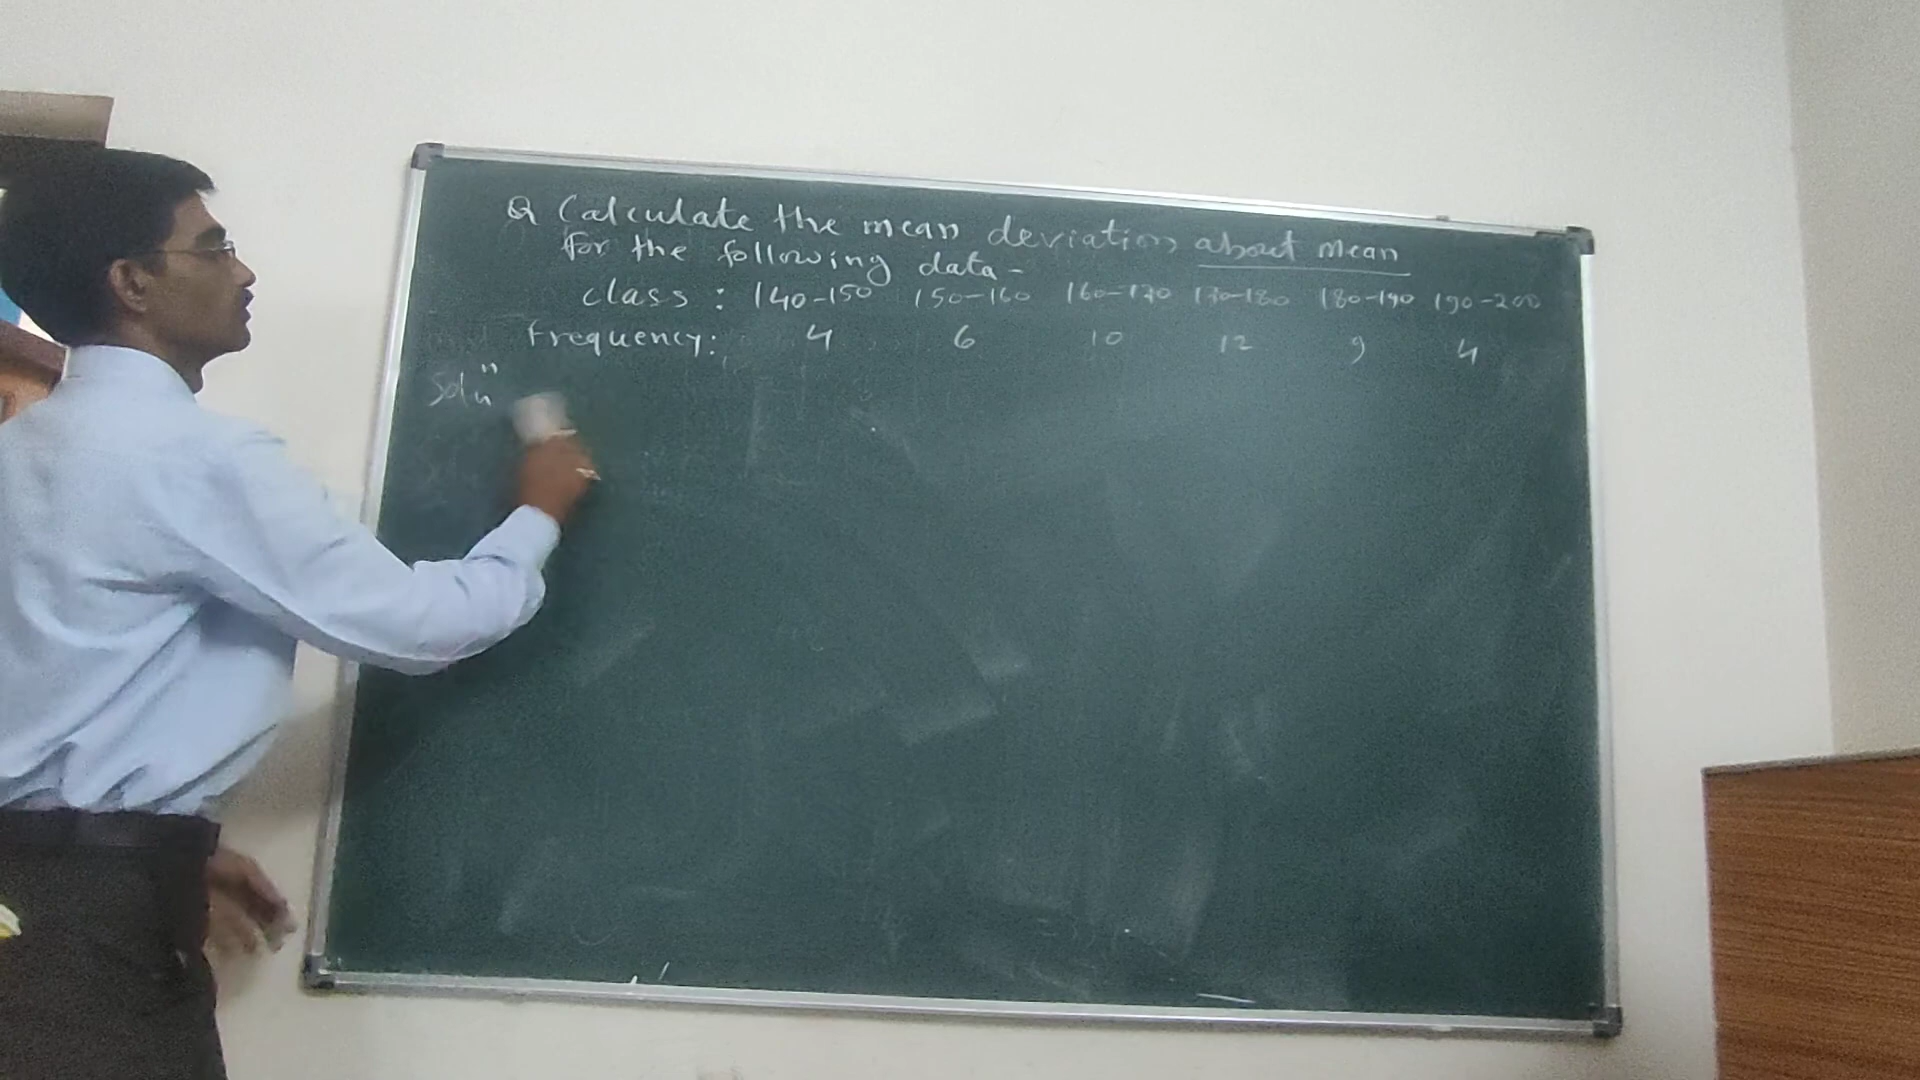 Q Calculate the mean deviation about mean
for the following data -
class : 140-150 150-160 160-170 170-180 180-190 190-200
Frequency: 4 6 10 12 9 4
Soln